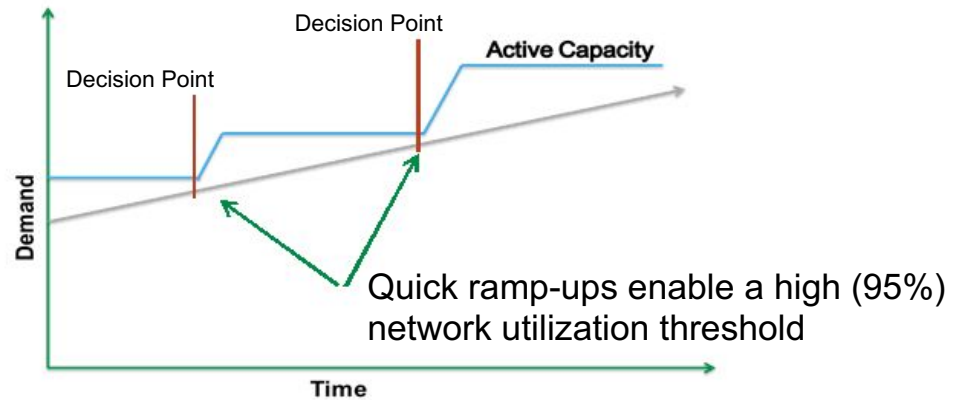 Decision Point
Active Capacity
Decision Point
Demand
Quick ramp-ups enable a high (95%)
network utilization threshold
Time